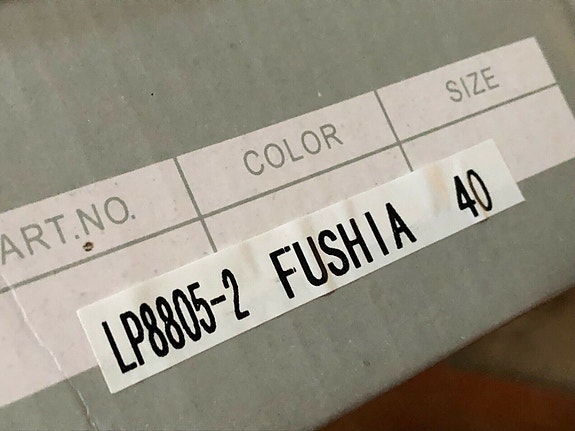 ART.NO. COLOR SIZE
LP8805-2 FUSHIA 40